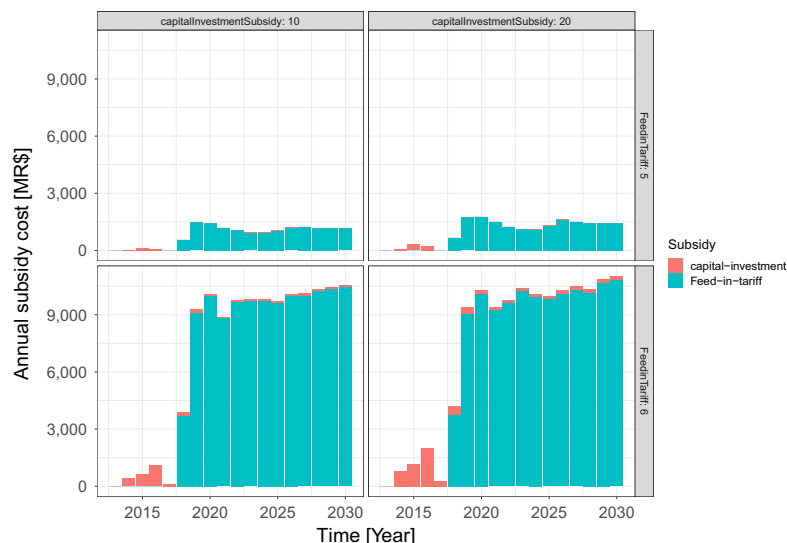 capitalInvestmentSubsidy: 10
capitalInvestmentSubsidy: 20
Annual subsidy cost [MR$]
9,000
6,000
3,000
0
FeedinTariff: 5
9,000
6,000
3,000
0
FeedinTariff: 6
Subsidy
capital−investment
Feed−in−tariff
2015
2020
2025
2030
2015
2020
2025
2030
Time [Year]